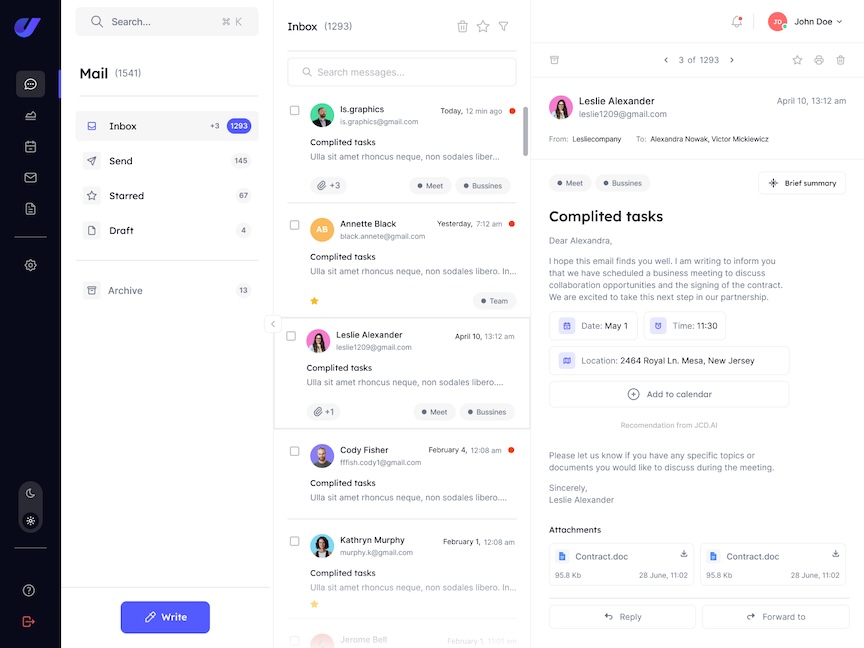 Search...
⌘ K
Mail (1541)
Inbox +3 1293
Send 145
Starred 67
Draft 4
Archive 13
Write
Inbox (1293)
Search messages...
Is.graphics
Today, 12 min ago
is.graphics@gmail.com
Complited tasks
Ulla sit amet rhoncus neque, non sodales liber...
+3
Meet
Bussines
AB
Annette Black
Yesterday, 7:12 am
black.annete@gmail.com
Complited tasks
Ulla sit amet rhoncus neque, non sodales libero. In...
Team
Leslie Alexander
April 10, 13:12 am
leslie1209@gmail.com
Complited tasks
Ulla sit amet rhoncus neque, non sodales libero....
+1
Meet
Bussines
Cody Fisher
February 4, 12:08 am
fffish.cody1@gmail.com
Complited tasks
Ulla sit amet rhoncus neque, non sodales libero....
Kathryn Murphy
February 1, 12:08 am
murphy.k@gmail.com
Complited tasks
Ulla sit amet rhoncus neque, non sodales libero. In...
Jerome Bell
February 1, 11:01 am
JD
John Doe
3 of 1293
Leslie Alexander
April 10, 13:12 am
leslie1209@gmail.com
From: Lesliecompany To: Alexandra Nowak, Victor Mickiewicz
Meet
Bussines
Brief summary
Complited tasks
Dear Alexandra,
I hope this email finds you well. I am writing to inform you
that we have scheduled a business meeting to discuss
collaboration opportunities and the signing of the contract.
We are excited to take this next step in our partnership.
Date: May 1
Time: 11:30
Location: 2464 Royal Ln. Mesa, New Jersey
Add to calendar
Recomendation from JCD.AI
Please let us know if you have any specific topics or
documents you would like to discuss during the meeting.
Sincerely,
Leslie Alexander
Attachments
Contract.doc
95.8 Kb
28 June, 11:02
Contract.doc
95.8 Kb
28 June, 11:02
Reply
Forward to